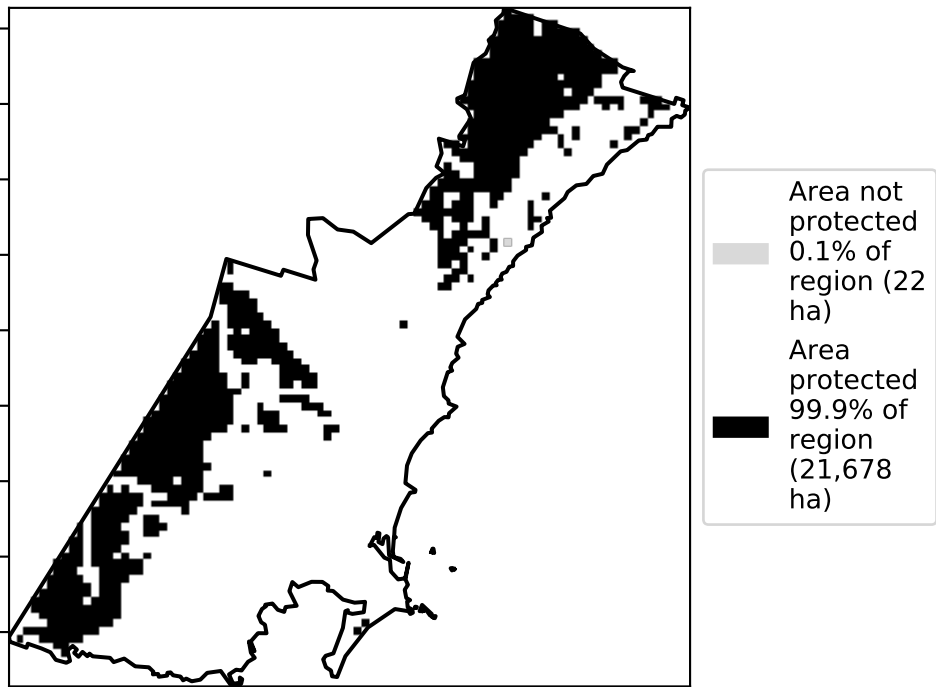 Area not
protected
0.1% of
region (22
ha)
Area
protected
99.9% of
region
(21,678
ha)